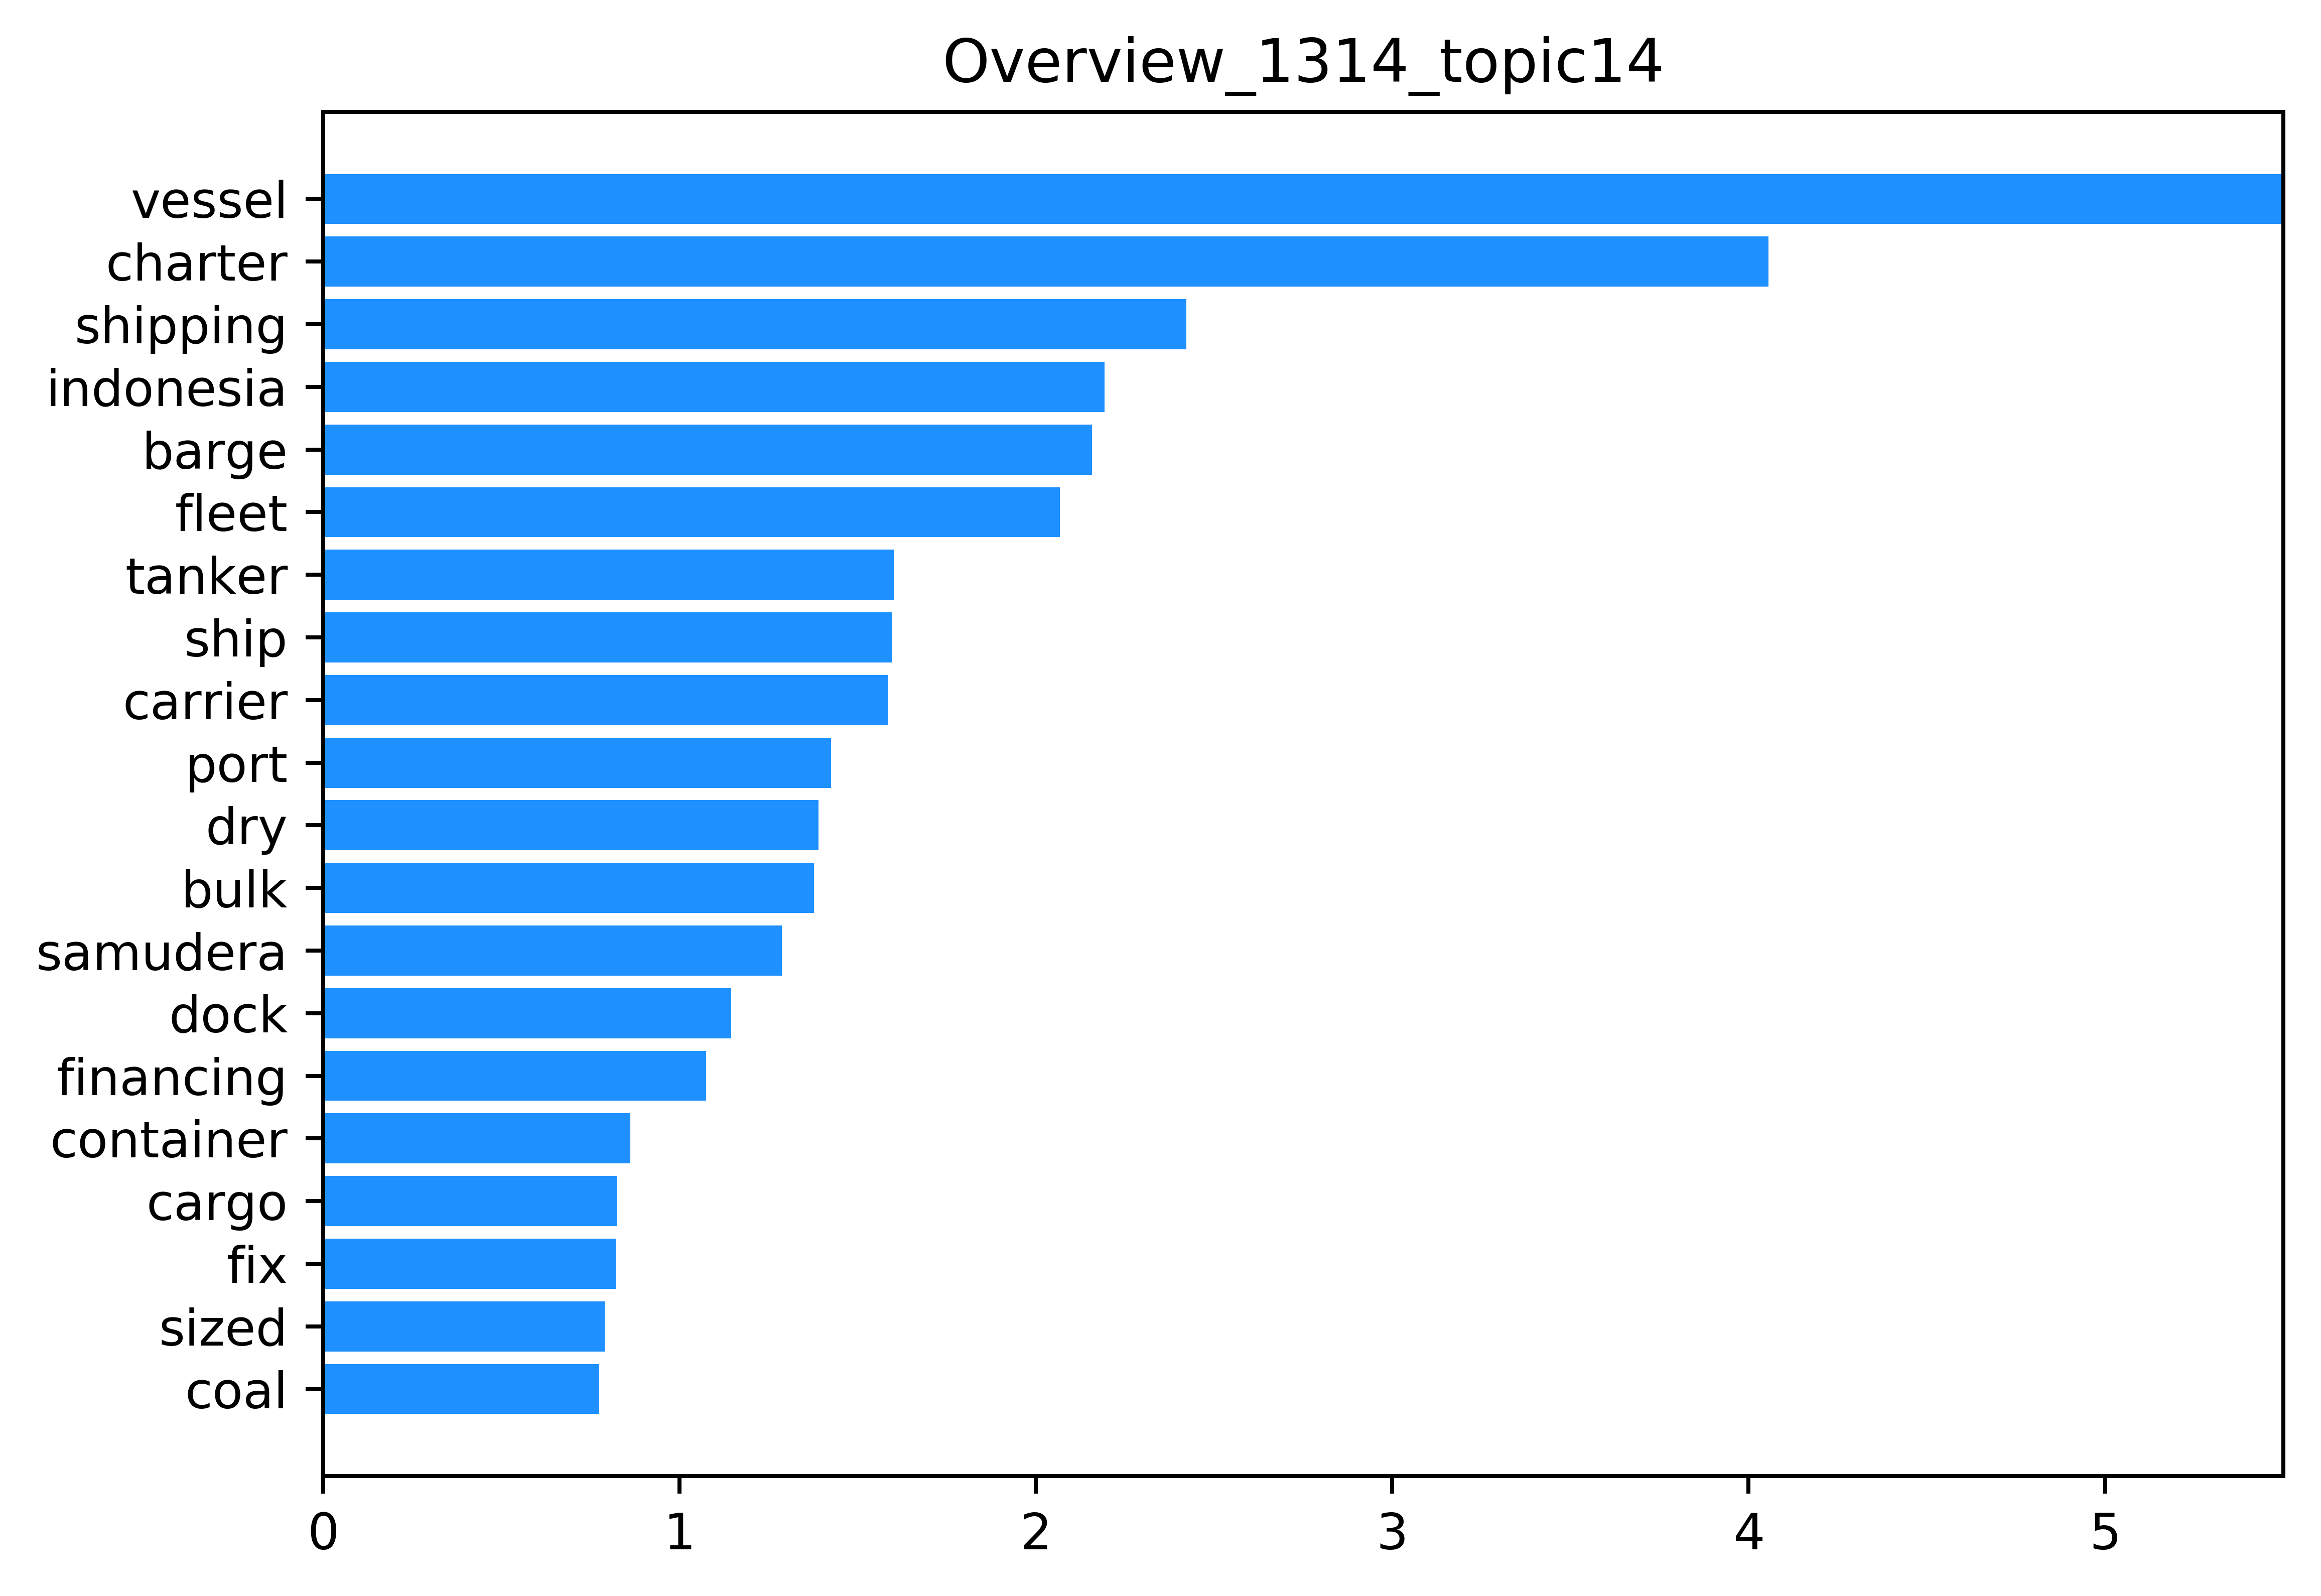 Overview_1314_topic14
vessel
charter
shipping
indonesia
barge
fleet
tanker
ship
carrier
port
dry
bulk
samudera
dock
financing
container
cargo
fix
sized
coal
0 1 2 3 4 5